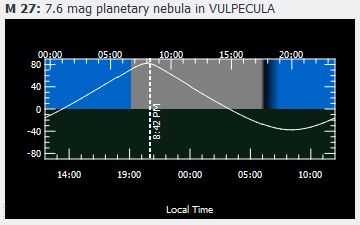 M 27: 7.6 mag planetary nebula in VULPECULA
00:00 05:00 10:00 15:00 20:00
80
40
0
-40
-80
8:42 PM
14:00 19:00 00:00 05:00 10:00
Local Time